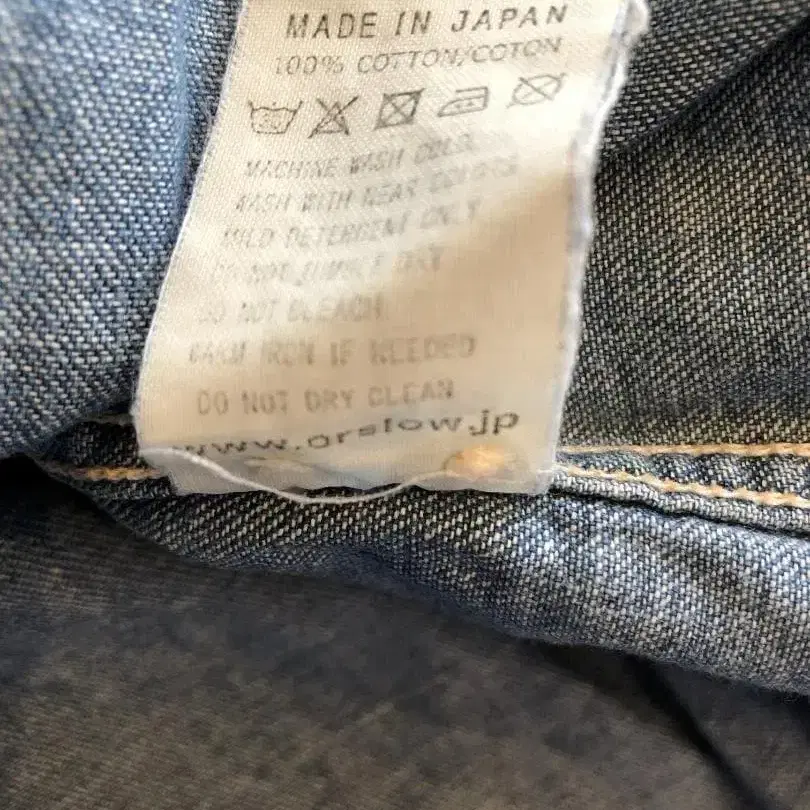 MADE IN JAPAN
100% COTTON/COTON
MACHINE WASH COLD
WASH WITH NEAR COLORS
MILD DETERGENT ONLY
DO NOT TUMBLE DRY
DO NOT BLEACH
WARM IRON IF NEEDED
DO NOT DRY CLEAN
www.orslow.jp